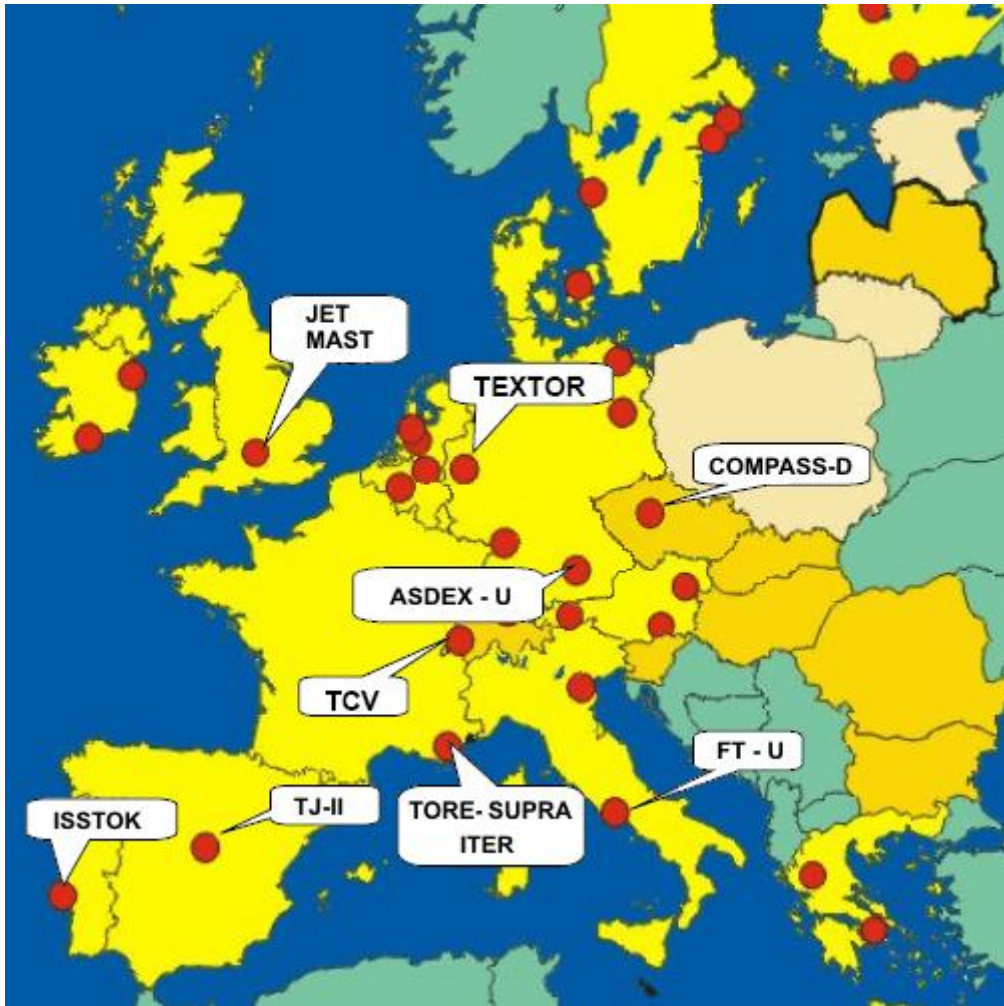 JET
MAST
TEXTOR
COMPASS-D
ASDEX - U
TCV
FT - U
ISSTOK
TJ-II
TORE- SUPRA
ITER